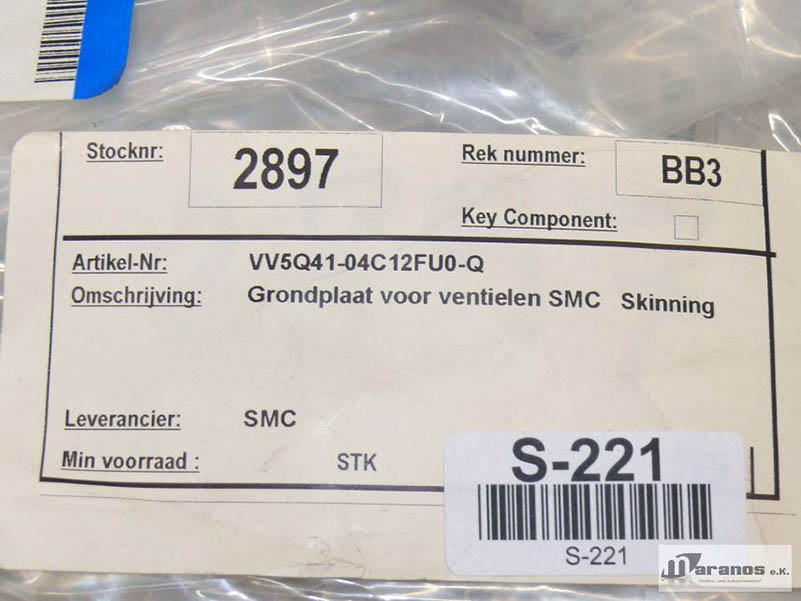 Stocknr: 2897 Rek nummer: BB3
Key Component:
Artikel-Nr: VV5Q41-04C12FU0-Q
Omschrijving: Grondplaat voor ventielen SMC Skinning
Leverancier: SMC
Min voorraad : STK
S-221
S-221
Maranos e.K.